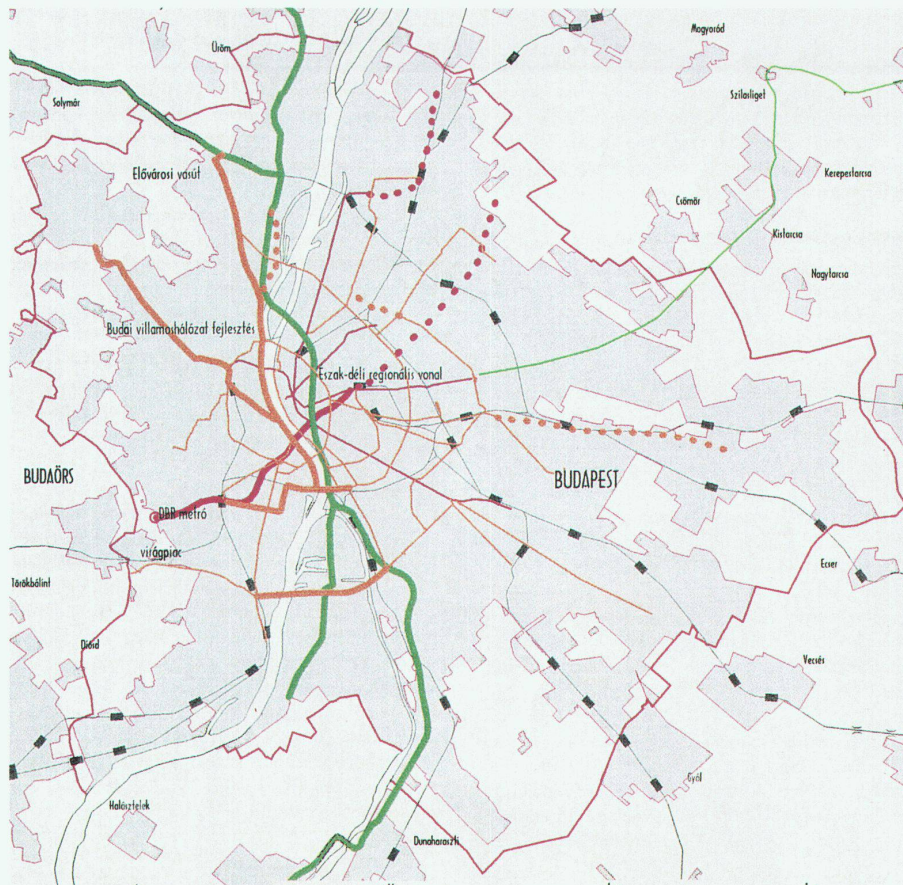 Magyoród
Üröm
Szilasliget
Solymár
Elővárosi vasút
Kerepestarcsa
Csömör
Kistarcsa
Nagytarcsa
Budai villamoshálózat fejlesztés
Észak-déli regionális vonal
BUDAÖRS
BUDAPEST
DBR metró
virágpiac
Ecser
Törökbálint
Diósd
Vecsés
Gyál
Halásztelek
Dunaharaszti